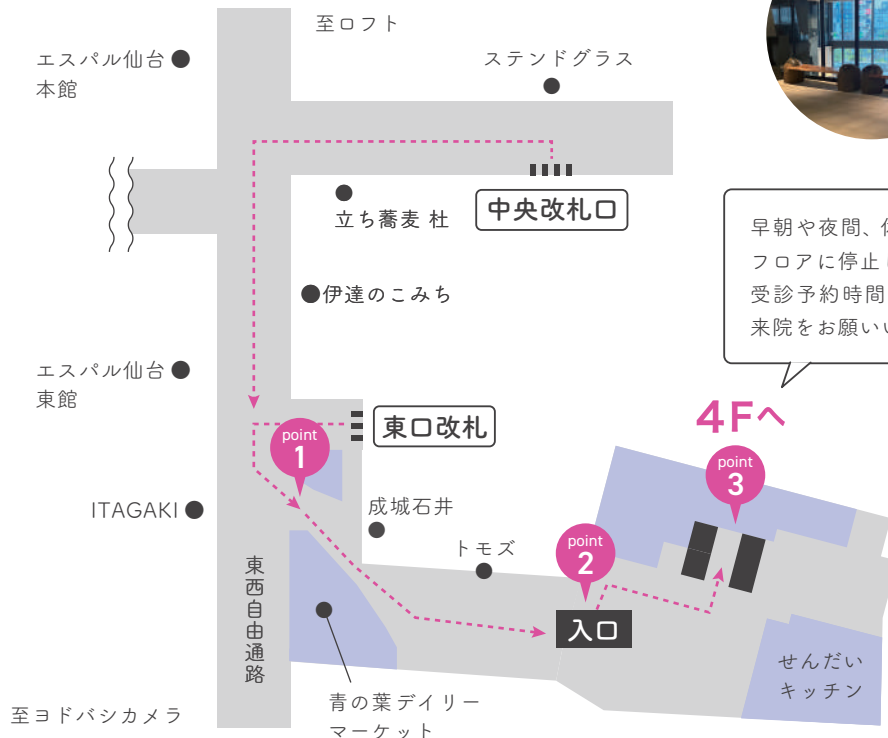 至ロフト
エスパル仙台
本館
ステンドグラス
立ち蕎麦 杜
中央改札口
伊達のこみち
早朝や夜間、
フロアに停止
受診予約時間
来院をお願い
エスパル仙台
東館
東口改札
4Fへ
point
1
point
3
ITAGAKI
成城石井
トモズ
point
2
入口
東西自由通路
せんだい
キッチン
青の葉デイリー
マーケット
至ヨドバシカメラ